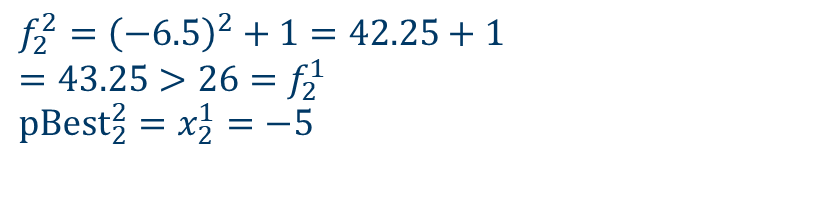 f₂² = (−6.5)² + 1 = 42.25 + 1
= 43.25 > 26 = f₂¹
pBest₂² = x₂¹ = −5